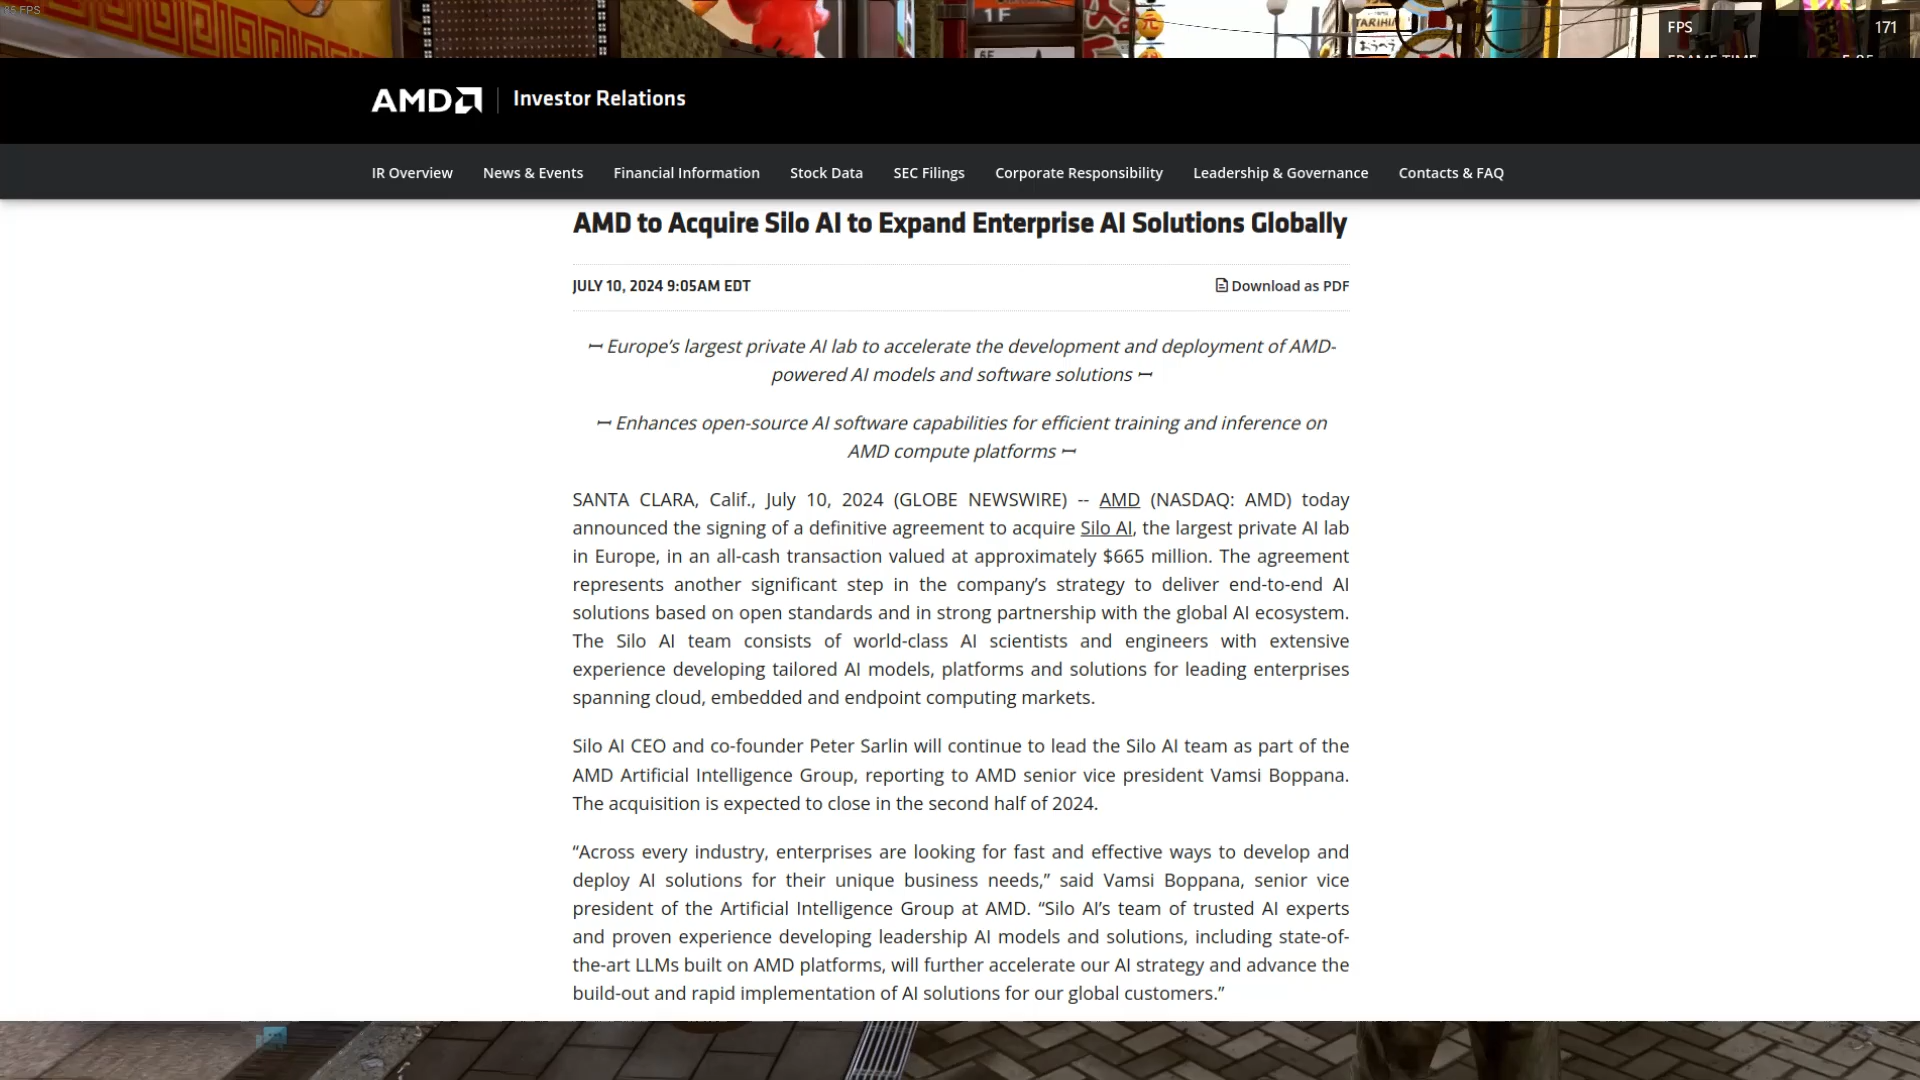 85 FPS
1F
5F
TARIHI
FPS 171
FRAME TIME 5.85
AMD Investor Relations
IR Overview News & Events Financial Information Stock Data SEC Filings Corporate Responsibility Leadership & Governance Contacts & FAQ
AMD to Acquire Silo AI to Expand Enterprise AI Solutions Globally
JULY 10, 2024 9:05AM EDT Download as PDF
ꟷ Europe’s largest private AI lab to accelerate the development and deployment of AMD-
powered AI models and software solutions ꟷ
ꟷ Enhances open-source AI software capabilities for efficient training and inference on
AMD compute platforms ꟷ
SANTA CLARA, Calif., July 10, 2024 (GLOBE NEWSWIRE) -- AMD (NASDAQ: AMD) today
announced the signing of a definitive agreement to acquire Silo AI, the largest private AI lab
in Europe, in an all-cash transaction valued at approximately $665 million. The agreement
represents another significant step in the company’s strategy to deliver end-to-end AI
solutions based on open standards and in strong partnership with the global AI ecosystem.
The Silo AI team consists of world-class AI scientists and engineers with extensive
experience developing tailored AI models, platforms and solutions for leading enterprises
spanning cloud, embedded and endpoint computing markets.
Silo AI CEO and co-founder Peter Sarlin will continue to lead the Silo AI team as part of the
AMD Artificial Intelligence Group, reporting to AMD senior vice president Vamsi Boppana.
The acquisition is expected to close in the second half of 2024.
“Across every industry, enterprises are looking for fast and effective ways to develop and
deploy AI solutions for their unique business needs,” said Vamsi Boppana, senior vice
president of the Artificial Intelligence Group at AMD. “Silo AI’s team of trusted AI experts
and proven experience developing leadership AI models and solutions, including state-of-
the-art LLMs built on AMD platforms, will further accelerate our AI strategy and advance the
build-out and rapid implementation of AI solutions for our global customers.”